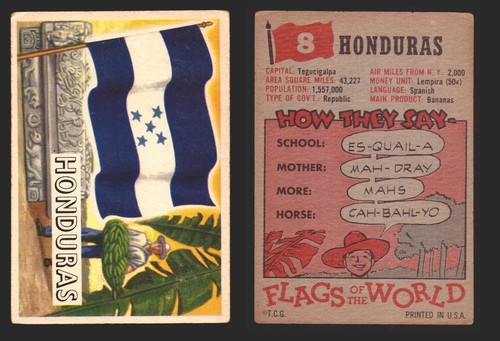 HONDURAS
8 HONDURAS
CAPITAL: Tegucigalpa
AREA SQUARE MILES: 43,227
POPULATION: 1,557,000
TYPE OF GOVT.: Republic
AIR MILES FROM N. Y. 2,000
MONEY UNIT: Lempira (50¢)
LANGUAGE: Spanish
MAIN PRODUCT: Bananas
HOW THEY SAY-
SCHOOL: ES-QUAIL-A
MOTHER: MAH-DRAY
MORE: MAHS
HORSE: CAH-BAHL-YO
FLAGS OF THE WORLD
©T.C.G. PRINTED IN U.S.A.